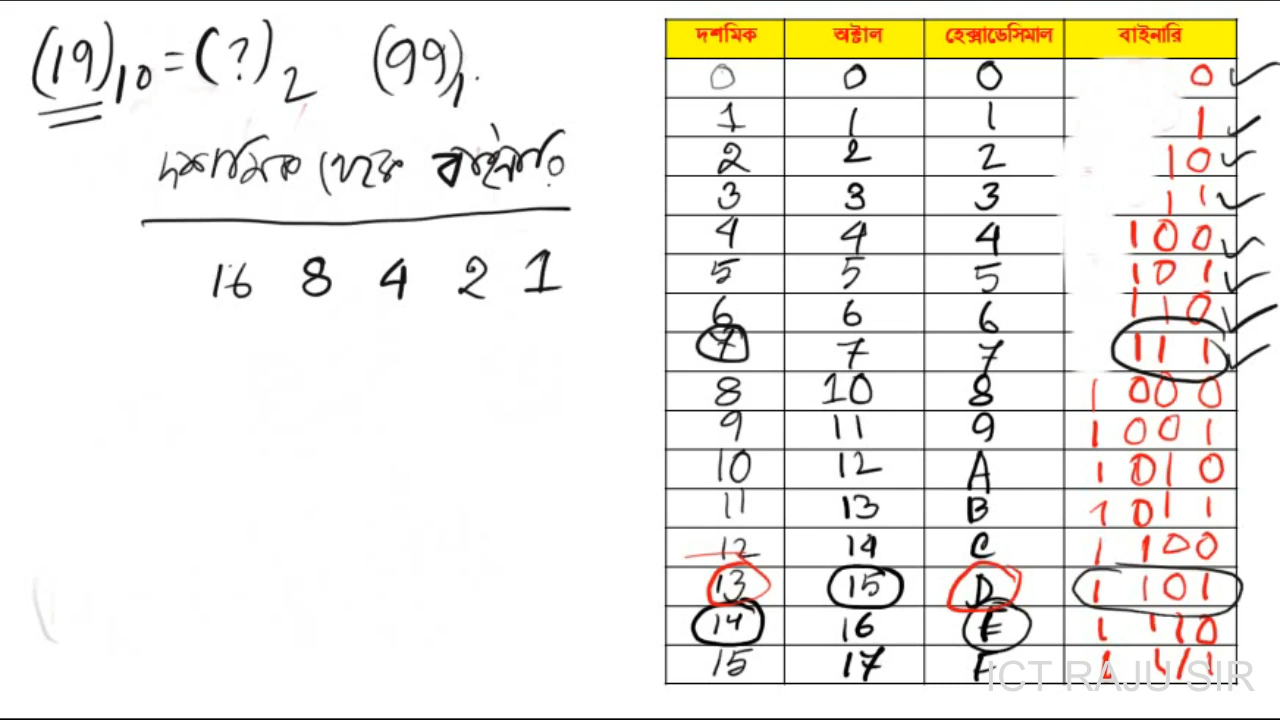 (19)10 = (?)2 (99)1
দশমিক থেকে বাইনারি
16 8 4 2 1
দশমিক অক্টাল হেক্সাডেসিমাল বাইনারি
0 0 0 0
1 1 1 1
2 2 2 10
3 3 3 11
4 4 4 100
5 5 5 101
6 6 6 110
7 7 7 111
8 10 8 1000
9 11 9 1001
10 12 A 1010
11 13 B 1011
12 14 C 1100
13 15 D 1101
14 16 E 1110
15 17 F 1111
ICT RAJU SIR